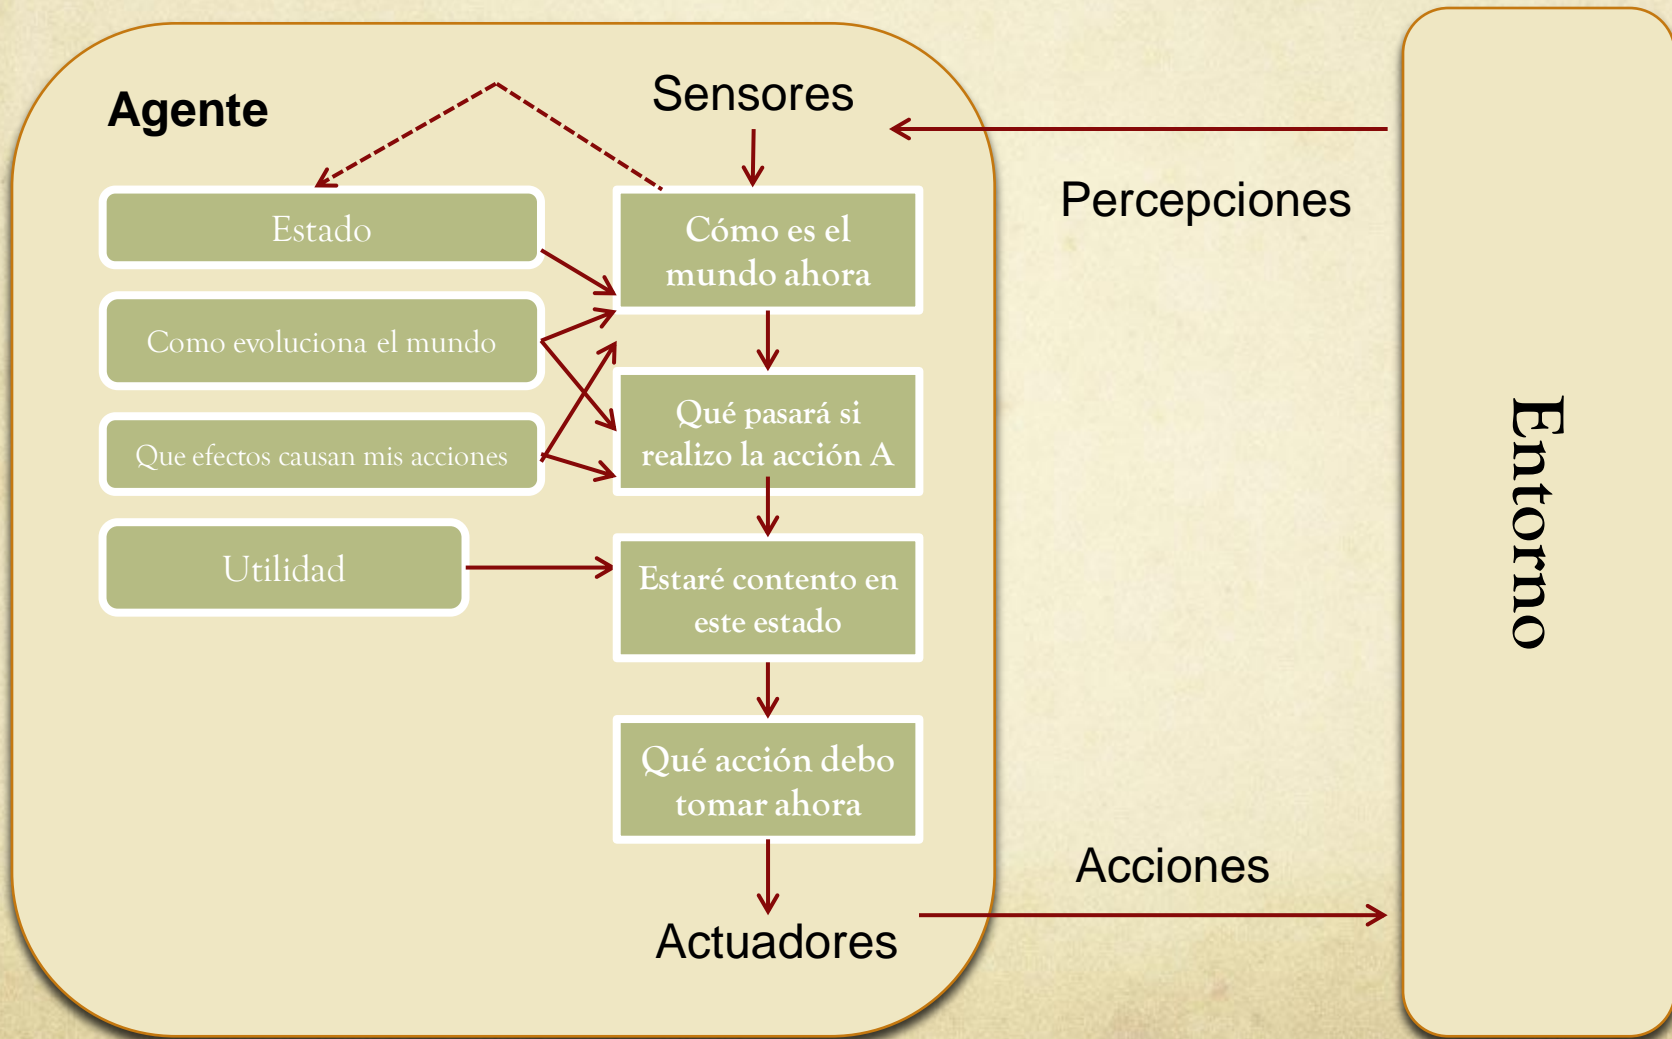 Agente
Sensores
Percepciones
Estado
Cómo es el
mundo ahora
Como evoluciona el mundo
Qué pasará si
realizo la acción A
Que efectos causan mis acciones
Utilidad
Estaré contento en
este estado
Qué acción debo
tomar ahora
Acciones
Actuadores
Entorno